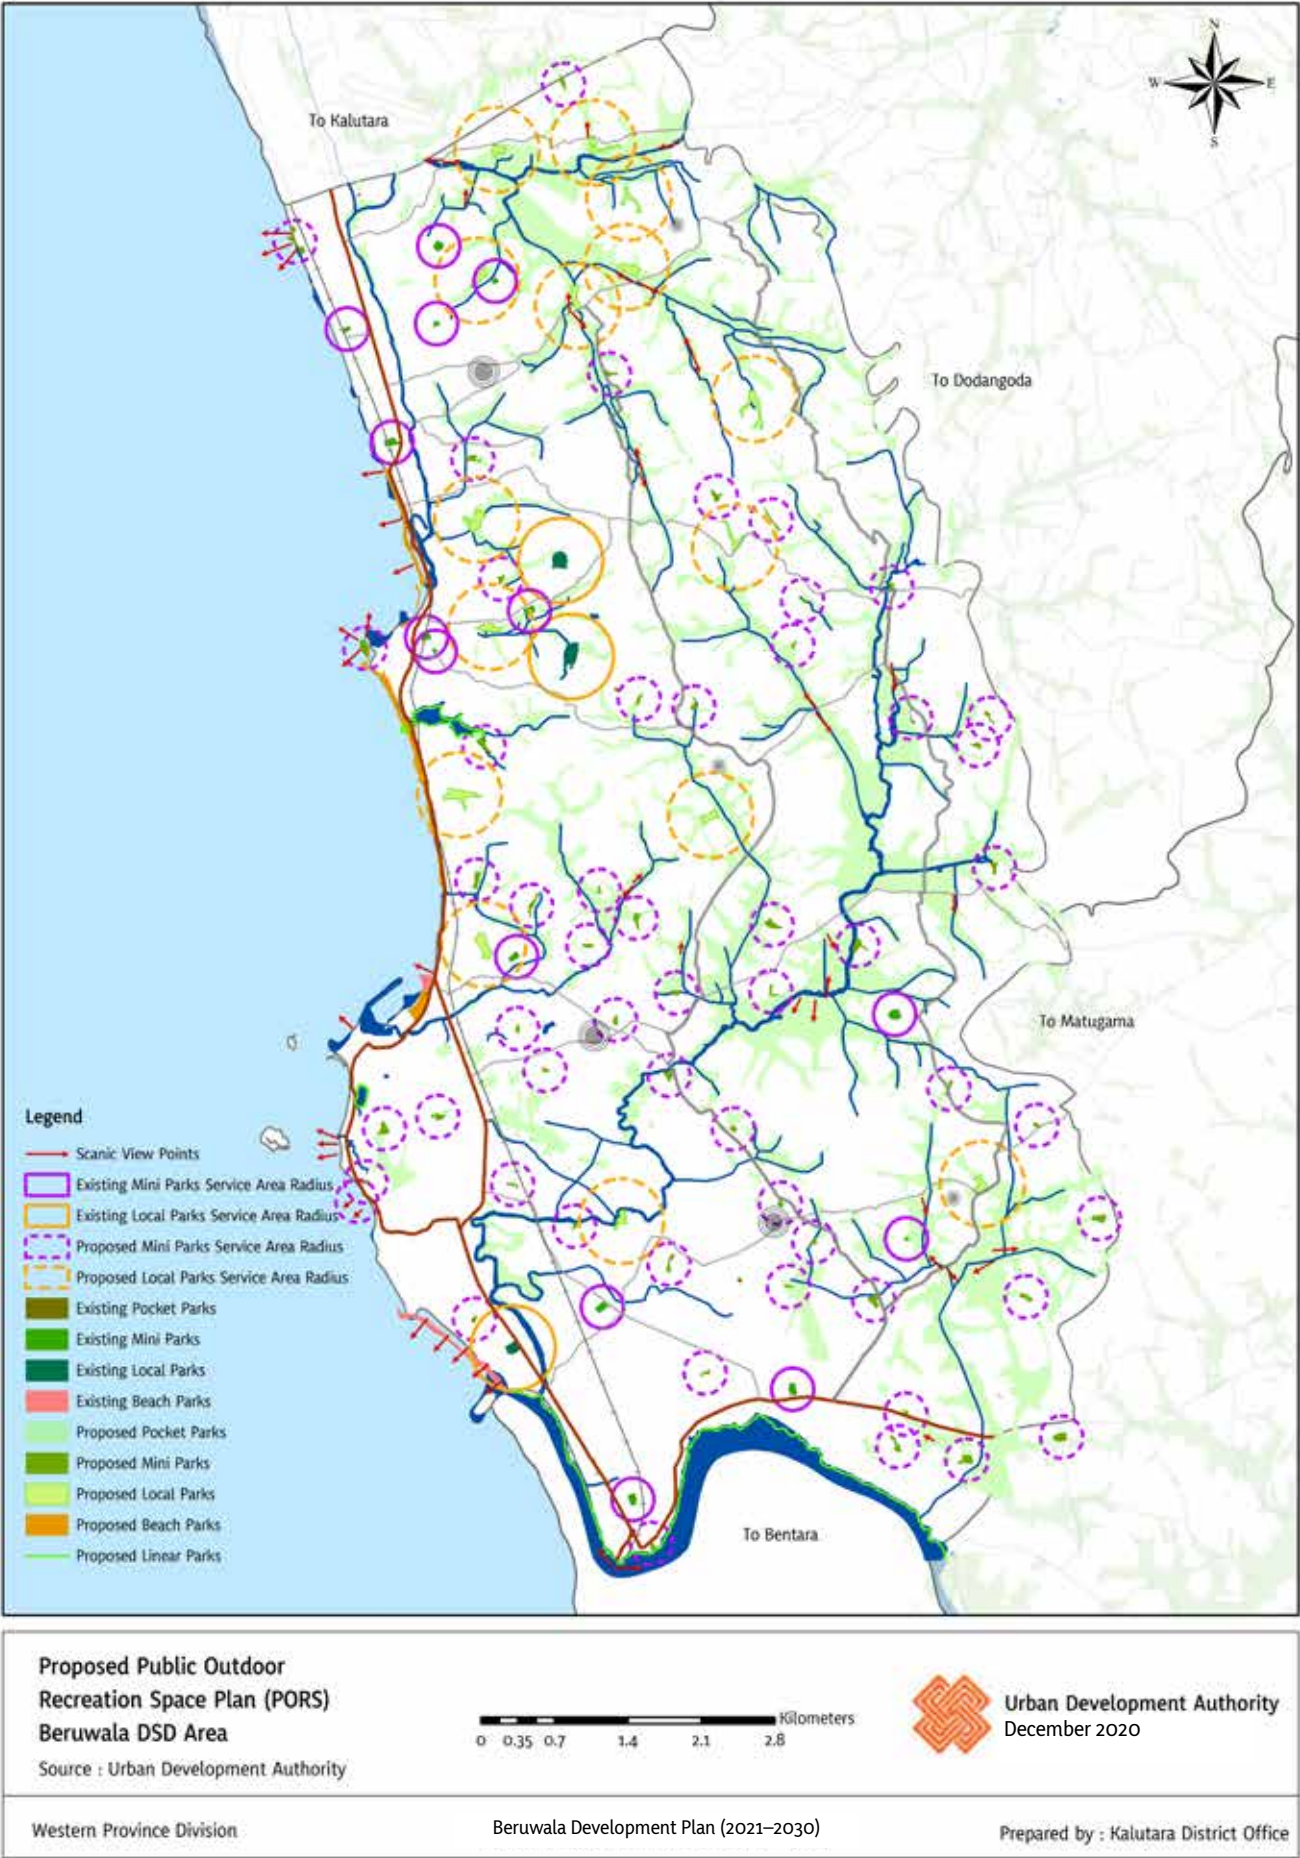 N
W
E
S
To Kalutara
To Dodangoda
To Matugama
To Bentara
Legend
Scanic View Points
Existing Mini Parks Service Area Radius
Existing Local Parks Service Area Radius
Proposed Mini Parks Service Area Radius
Proposed Local Parks Service Area Radius
Existing Pocket Parks
Existing Mini Parks
Existing Local Parks
Existing Beach Parks
Proposed Pocket Parks
Proposed Mini Parks
Proposed Local Parks
Proposed Beach Parks
Proposed Linear Parks
Proposed Public Outdoor
Recreation Space Plan (PORS)
Beruwala DSD Area
Source : Urban Development Authority
Kilometers
0 0.35 0.7 1.4 2.1 2.8
Urban Development Authority
December 2020
Western Province Division
Beruwala Development Plan (2021–2030)
Prepared by : Kalutara District Office